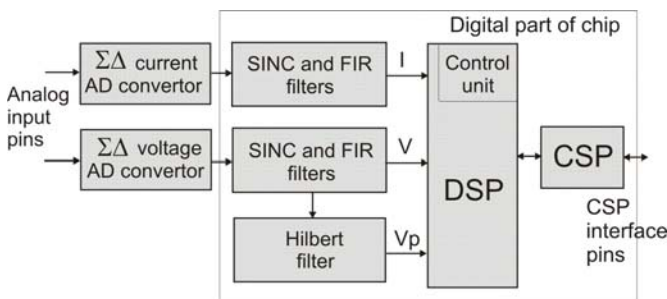 Digital part of chip
ΣΔ current
AD convertor
SINC and FIR
filters
I
Control
unit
Analog
input
pins
ΣΔ voltage
AD convertor
SINC and FIR
filters
V
DSP
CSP
CSP
interface
pins
Hilbert
filter
Vp